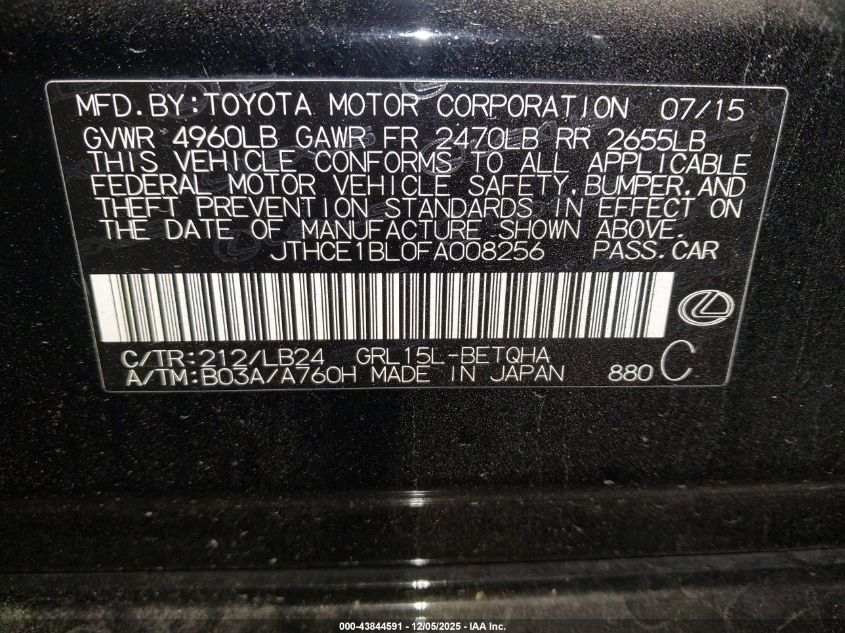 MFD.BY:TOYOTA MOTOR CORPORATION 07/15
GVWR 4960LB GAWR FR 2470LB RR 2655LB
THIS VEHICLE CONFORMS TO ALL APPLICABLE
FEDERAL MOTOR VEHICLE SAFETY,BUMPER,AND
THEFT PREVENTION STANDARDS IN EFFECT ON
THE DATE OF MANUFACTURE SHOWN ABOVE.
JTHCE1BL0FA008256 PASS.CAR
C/TR:212/LB24 GRL15L-BETQHA
A/TM:B03A/A760H MADE IN JAPAN 880 C
000-43844591 - 12/05/2025 - IAA Inc.